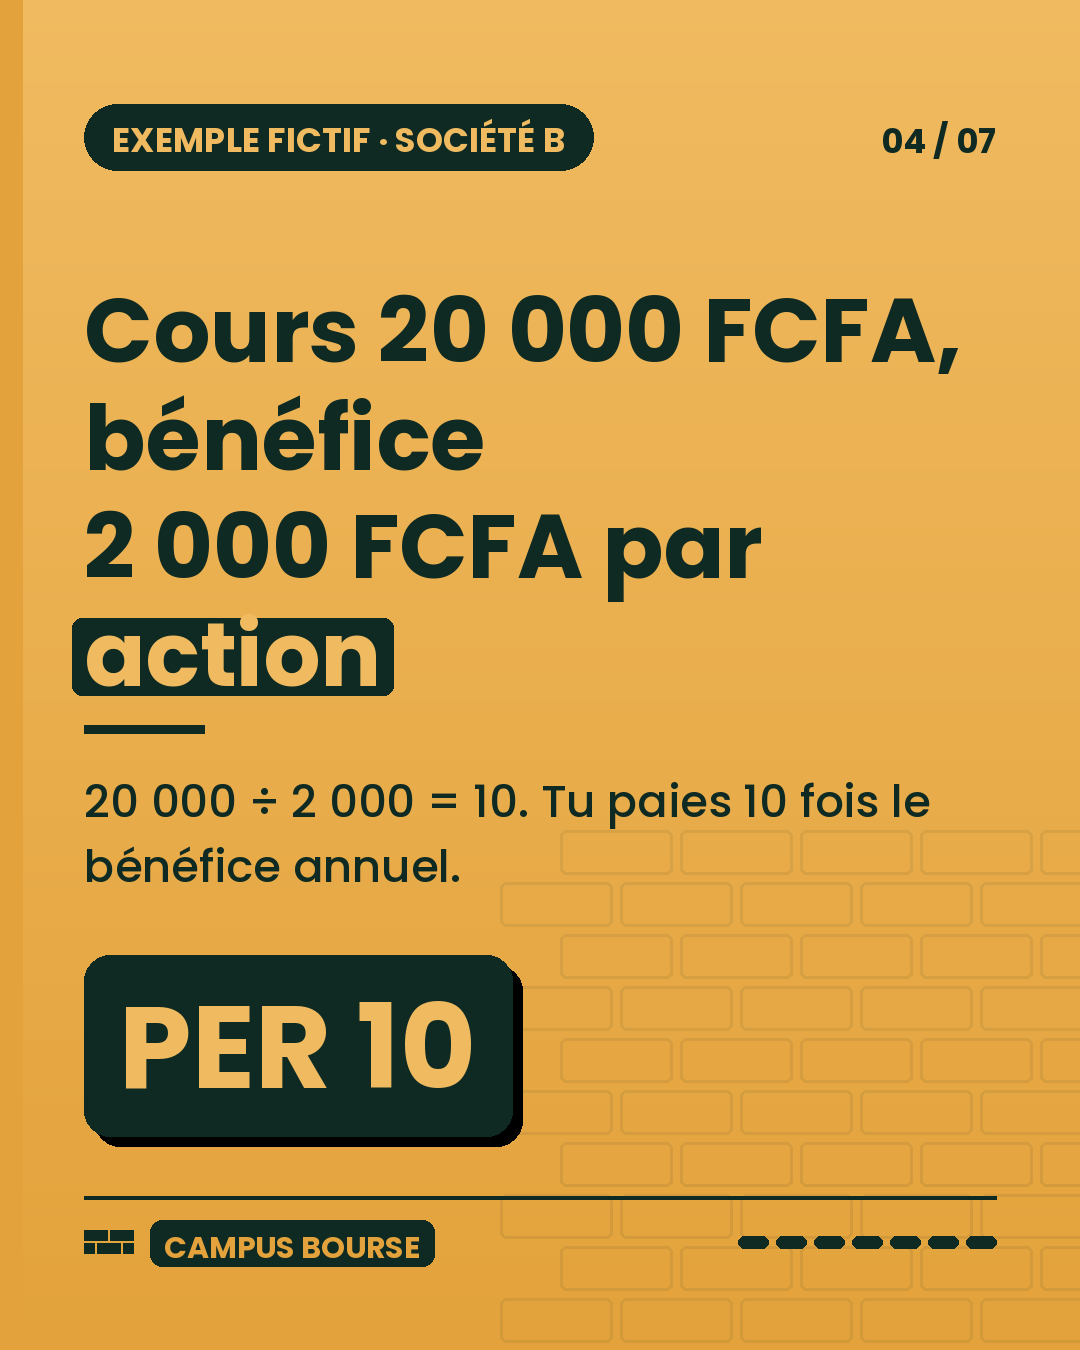 EXEMPLE FICTIF · SOCIÉTÉ B
04 / 07
Cours 20 000 FCFA,
bénéfice
2 000 FCFA par
action
20 000 ÷ 2 000 = 10. Tu paies 10 fois le
bénéfice annuel.
PER 10
CAMPUS BOURSE